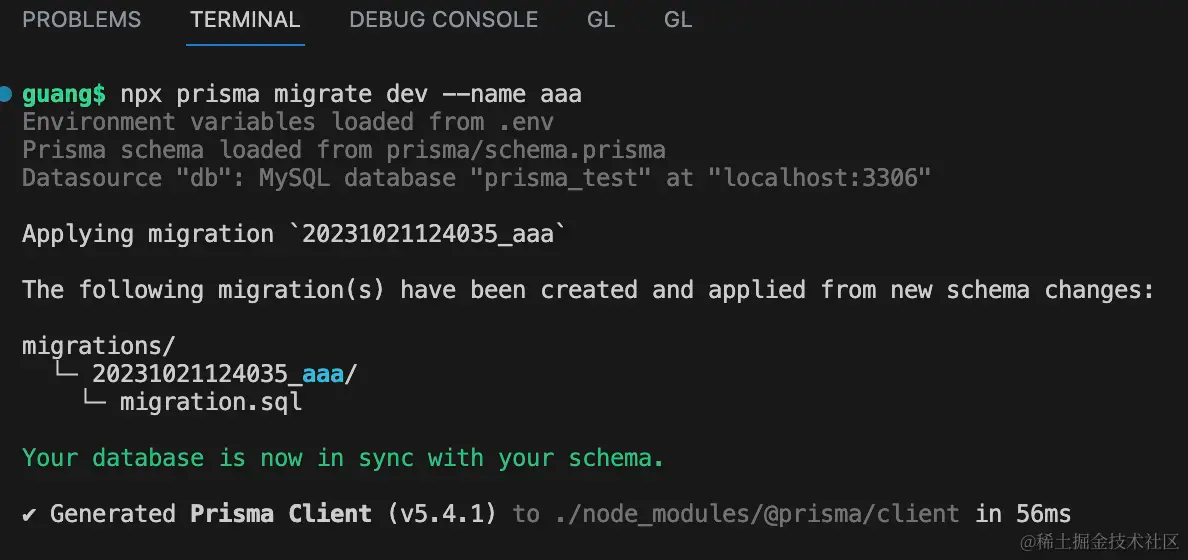 PROBLEMS TERMINAL DEBUG CONSOLE GL GL
guang$ npx prisma migrate dev --name aaa
Environment variables loaded from .env
Prisma schema loaded from prisma/schema.prisma
Datasource "db": MySQL database "prisma_test" at "localhost:3306"
Applying migration `20231021124035_aaa`
The following migration(s) have been created and applied from new schema changes:
migrations/
└─ 20231021124035_aaa/
└─ migration.sql
Your database is now in sync with your schema.
✔ Generated Prisma Client (v5.4.1) to ./node_modules/@prisma/client in 56ms
@稀土掘金技术社区